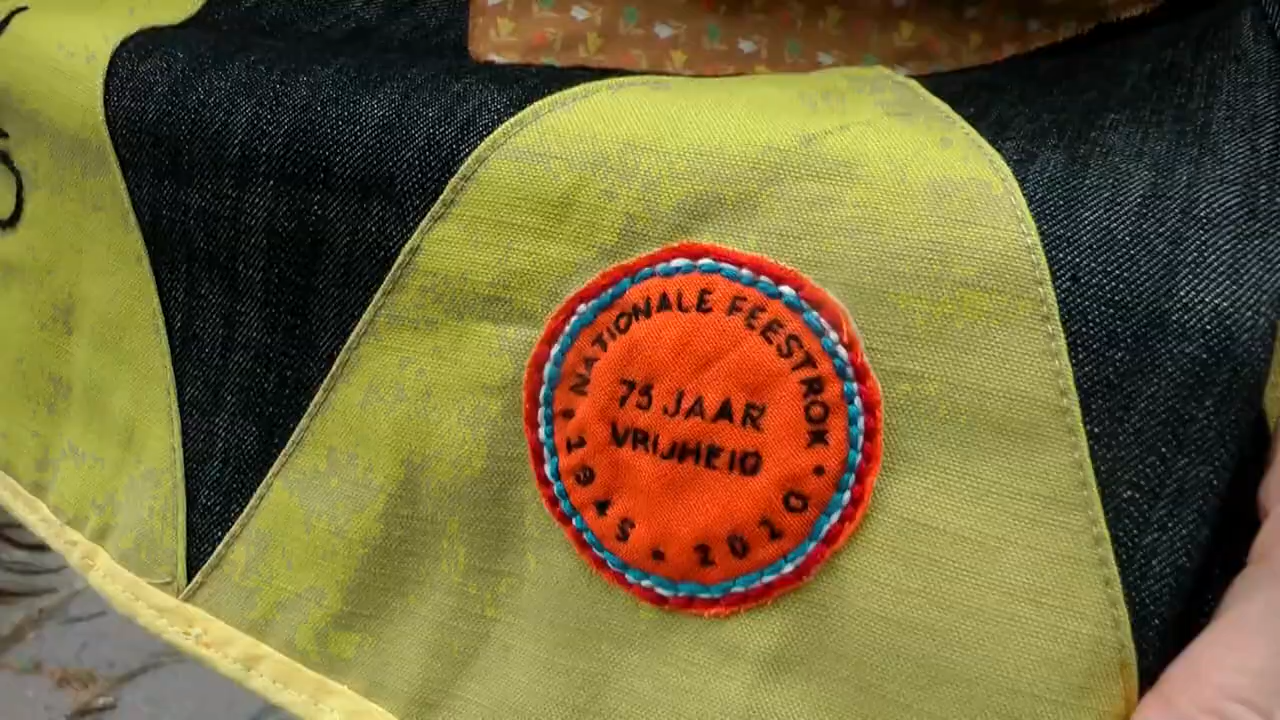 NATIONALE FEESTROK
75 JAAR
VRIJHEID
• 1945 • 2020 •